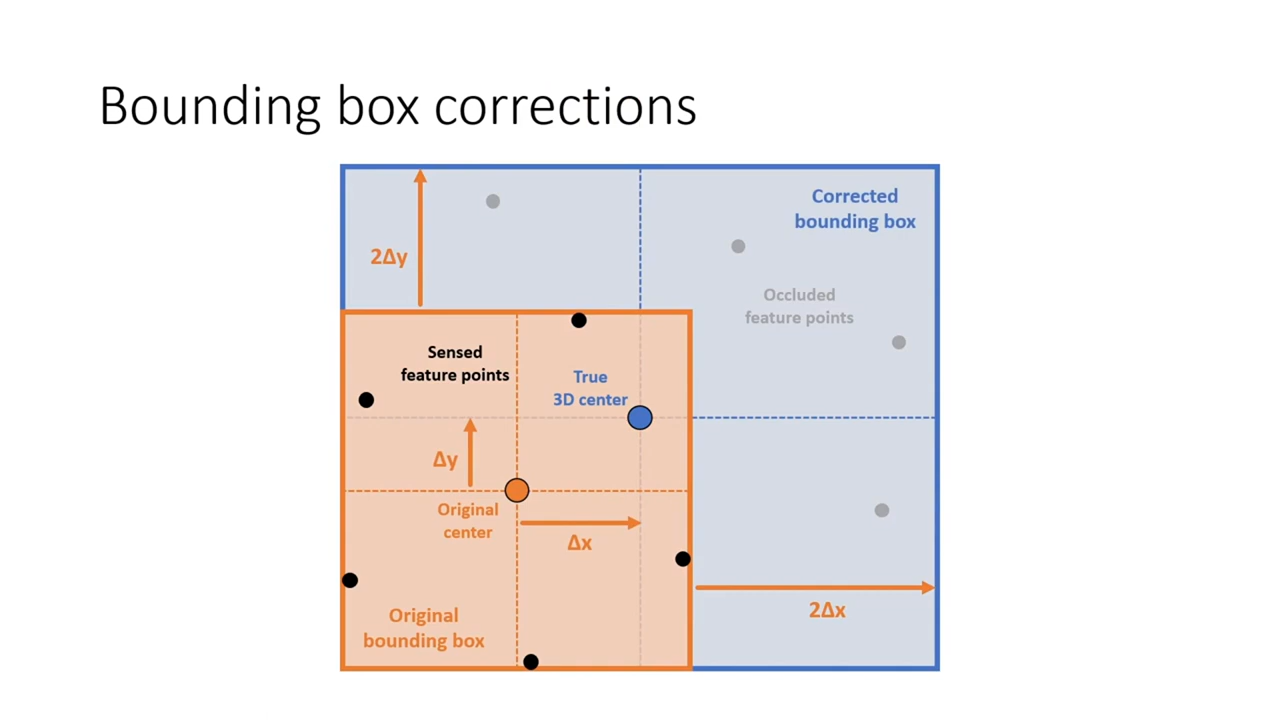 Bounding box corrections
Corrected
bounding box
2Δy
Occluded
feature points
Sensed
feature points
True
3D center
Δy
Original
center
Δx
Original
bounding box
2Δx